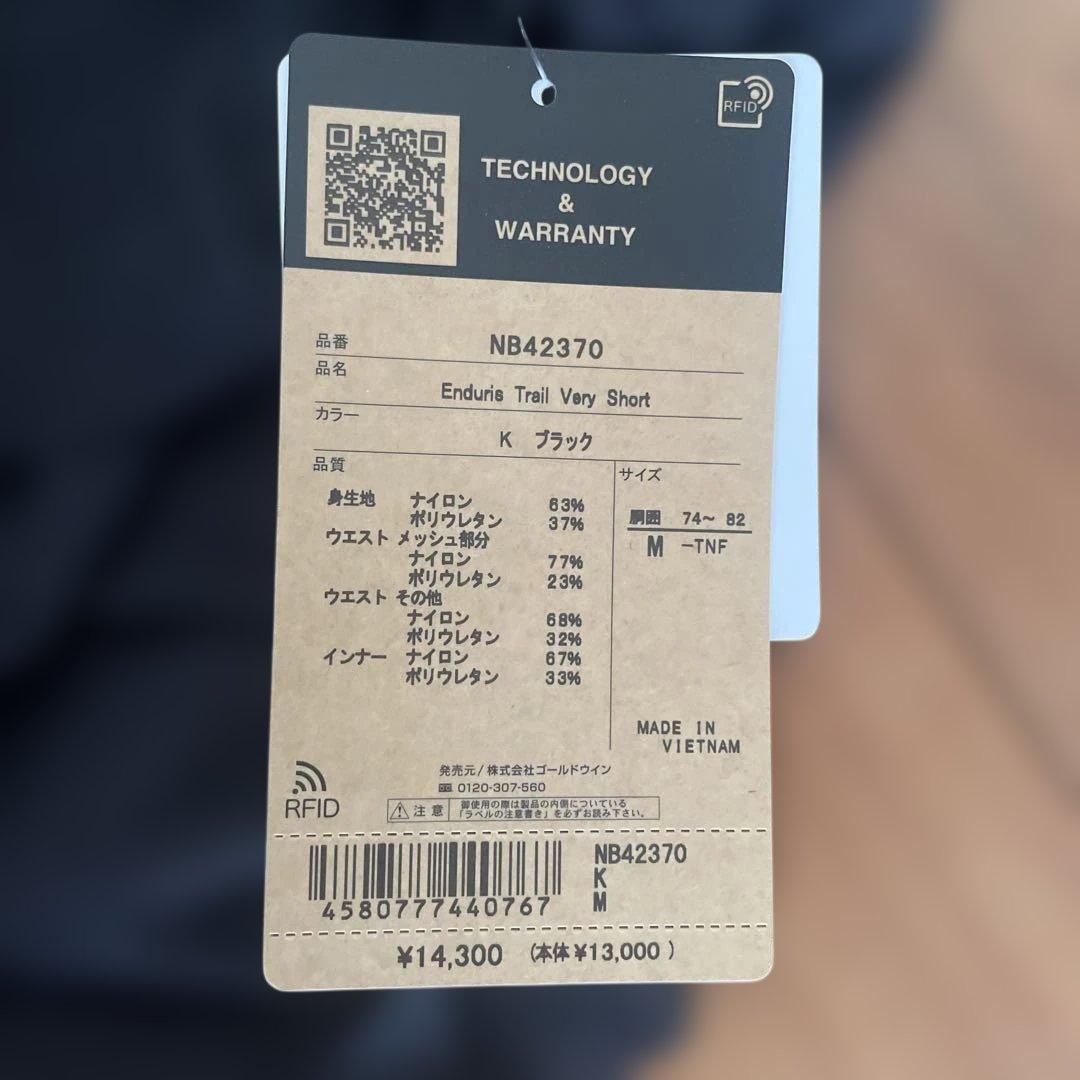 RFID
TECHNOLOGY
&
WARRANTY
品番 NB42370
品名
Enduris Trail Very Short
カラー
K ブラック
品質
サイズ
身生地 ナイロン 63%
ポリウレタン 37%
ウエスト メッシュ部分
ナイロン 77%
ポリウレタン 23%
ウエスト その他
ナイロン 68%
ポリウレタン 32%
インナー ナイロン 67%
ポリウレタン 33%
胴囲 74～ 82
M -TNF
MADE IN
VIETNAM
発売元/株式会社ゴールドウイン
0120-307-560
RFID
注意
御使用の際は製品の内側についている
「ラベルの注意書き」を必ずお読み下さい。
4580777440767
NB42370
K
M
¥14,300 (本体¥13,000 )